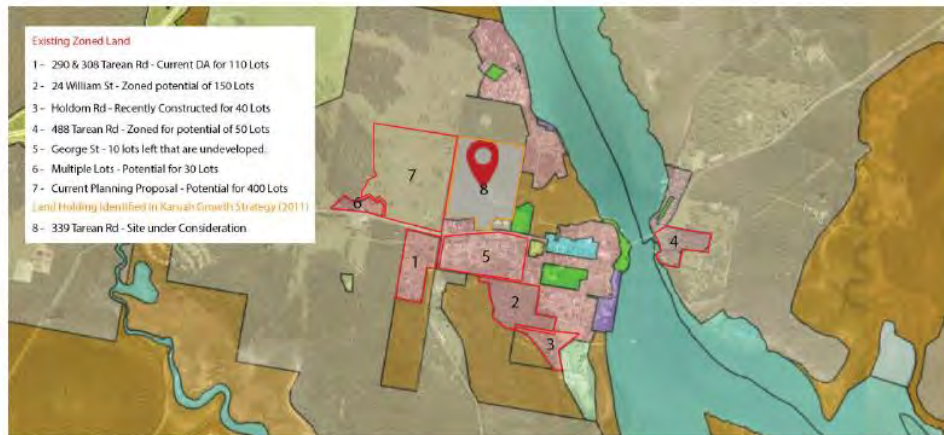 Existing Zoned Land
1 - 290 & 308 Tarean Rd - Current DA for 110 Lots
2 - 24 William St - Zoned potential of 150 Lots
3 - Holdom Rd - Recently Constructed for 40 Lots
4 - 488 Tarean Rd - Zoned for potential of 50 Lots
5 - George St - 10 lots left that are undeveloped.
6 - Multiple Lots - Potential for 30 Lots
7 - Current Planning Proposal - Potential for 400 Lots
Land Holding Identified in Karuah Growth Strategy (2011)
8 - 339 Tarean Rd - Site under Consideration
7
8
6
4
5
1
2
3